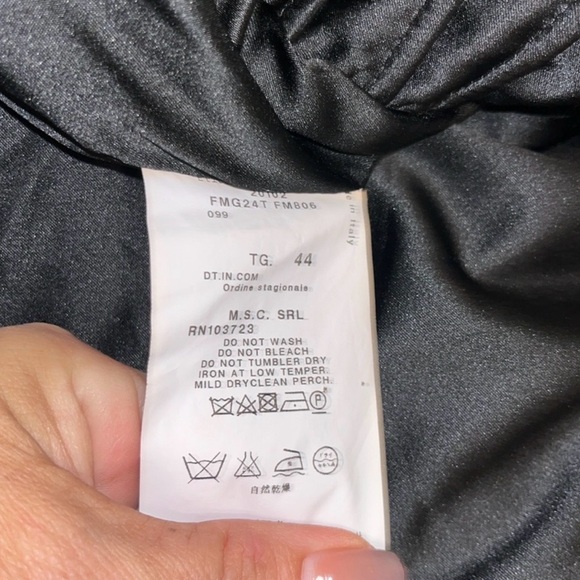 20102
FMG24T FM806
099
e in Italy
TG. 44
DT.IN.COM
Ordine stagionale
M.S.C. SRL
RN103723
DO NOT WASH
DO NOT BLEACH
DO NOT TUMBLER DRY
IRON AT LOW TEMPER.
MILD DRYCLEAN PERCH.
P
自然乾燥